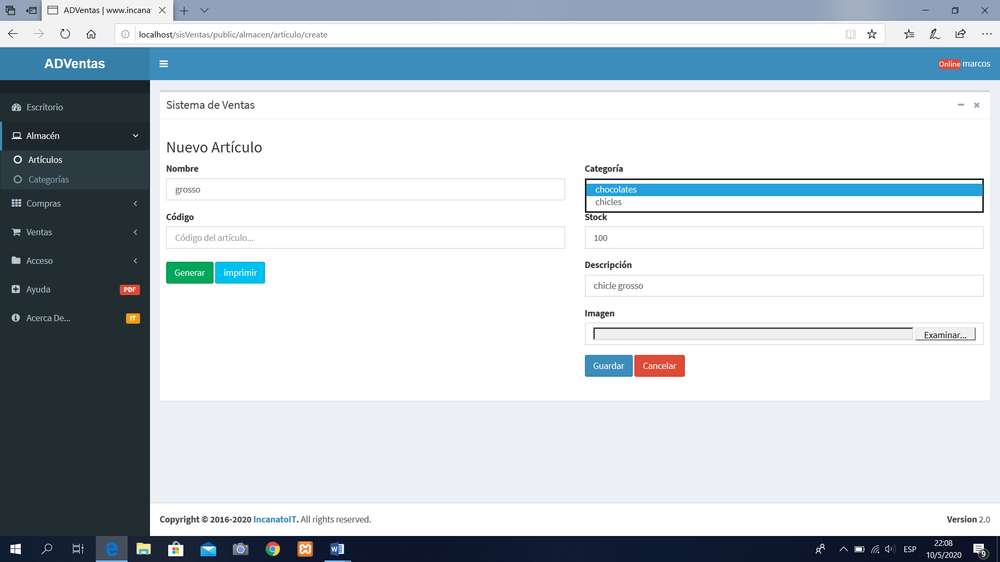 ADVentas | www.incana
localhost/sisVentas/public/almacen/articulo/create
ADVentas
Online marcos
Escritorio
Almacén
Artículos
Categorías
Compras
Ventas
Acceso
Ayuda PDF
Acerca De... IT
Sistema de Ventas
Nuevo Artículo
Nombre
grosso
Categoría
chocolates
chicles
Código
Código del artículo...
Stock
100
Generar imprimir
Descripción
chicle grosso
Imagen
Examinar...
Guardar Cancelar
Copyright © 2016-2020 IncanatoIT. All rights reserved.
Version 2.0
ESP
22:08
10/5/2020
9